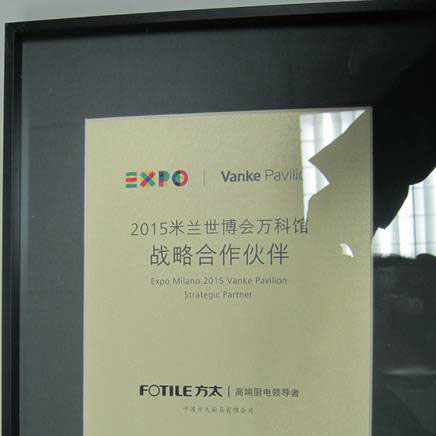 EXPO | Vanke Pavilio
2015米兰世博会万科馆
战略合作伙伴
Expo Milano 2015 Vanke Pavilion
Strategic Partner
FOTILE方太 | 高端厨电领导者
宁波方太厨具有限公司